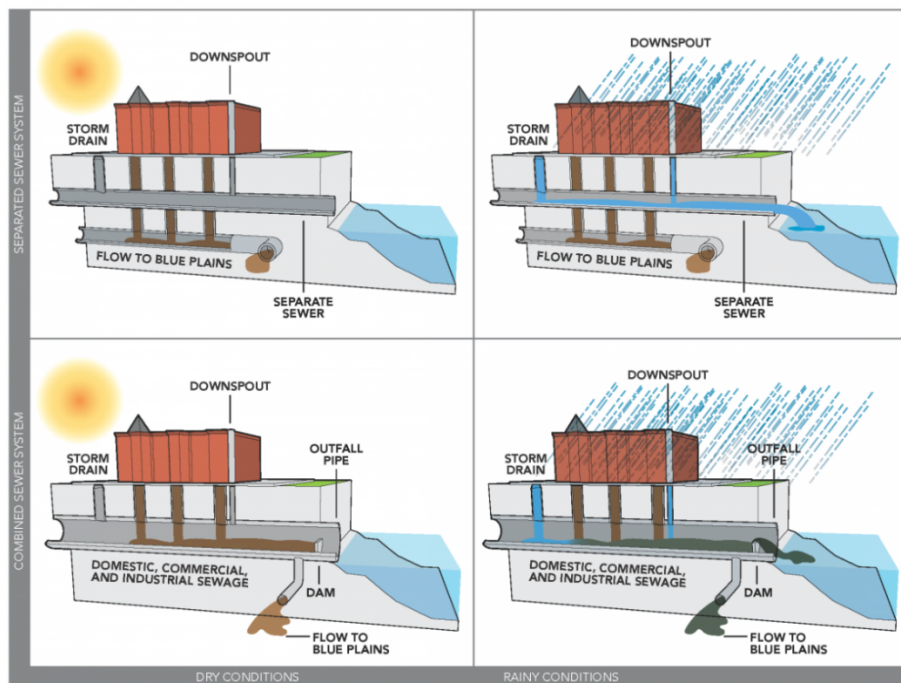 SEPARATED SEWER SYSTEM
DOWNSPOUT
STORM
DRAIN
FLOW TO BLUE PLAINS
SEPARATE
SEWER
DOWNSPOUT
STORM
DRAIN
FLOW TO BLUE PLAINS
SEPARATE
SEWER
COMBINED SEWER SYSTEM
DOWNSPOUT
OUTFALL
PIPE
STORM
DRAIN
DOMESTIC, COMMERCIAL,
AND INDUSTRIAL SEWAGE
DAM
FLOW TO
BLUE PLAINS
DOWNSPOUT
OUTFALL
PIPE
STORM
DRAIN
DOMESTIC, COMMERCIAL,
AND INDUSTRIAL SEWAGE
DAM
FLOW TO
BLUE PLAINS
DRY CONDITIONS
RAINY CONDITIONS